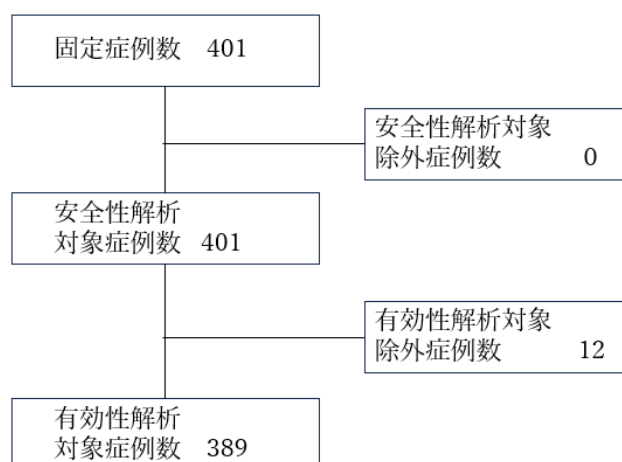 固定症例数 401
安全性解析対象
除外症例数 0
安全性解析
対象症例数 401
有効性解析対象
除外症例数 12
有効性解析
対象症例数 389